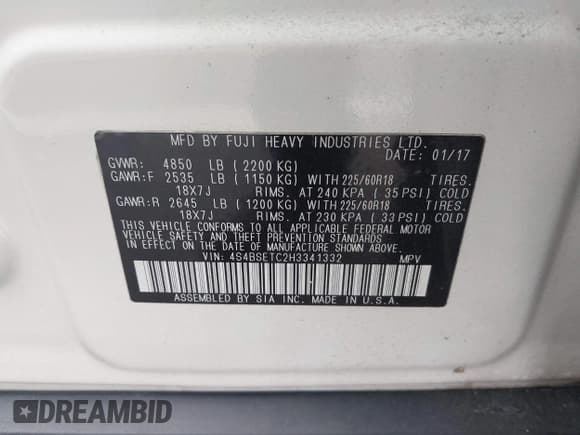 MFD BY FUJI HEAVY INDUSTRIES LTD.
DATE: 01/17
GVWR: 4850 LB (2200 KG)
GAWR:F 2535 LB (1150 KG) WITH 225/60R18 TIRES.
18X7J RIMS. AT 240 KPA (35 PSI) COLD
GAWR:R 2645 LB (1200 KG) WITH 225/60R18 TIRES.
18X7J RIMS. AT 230 KPA (33 PSI) COLD
THIS VEHICLE CONFORMS TO ALL APPLICABLE FEDERAL MOTOR
VEHICLE SAFETY AND THEFT PREVENTION STANDARDS
IN EFFECT ON THE DATE OF MANUFACTURE SHOWN ABOVE.
VIN: 4S4BSETC2H3341332 MPV
ASSEMBLED BY SIA INC. MADE IN U.S.A.
DREAMBID